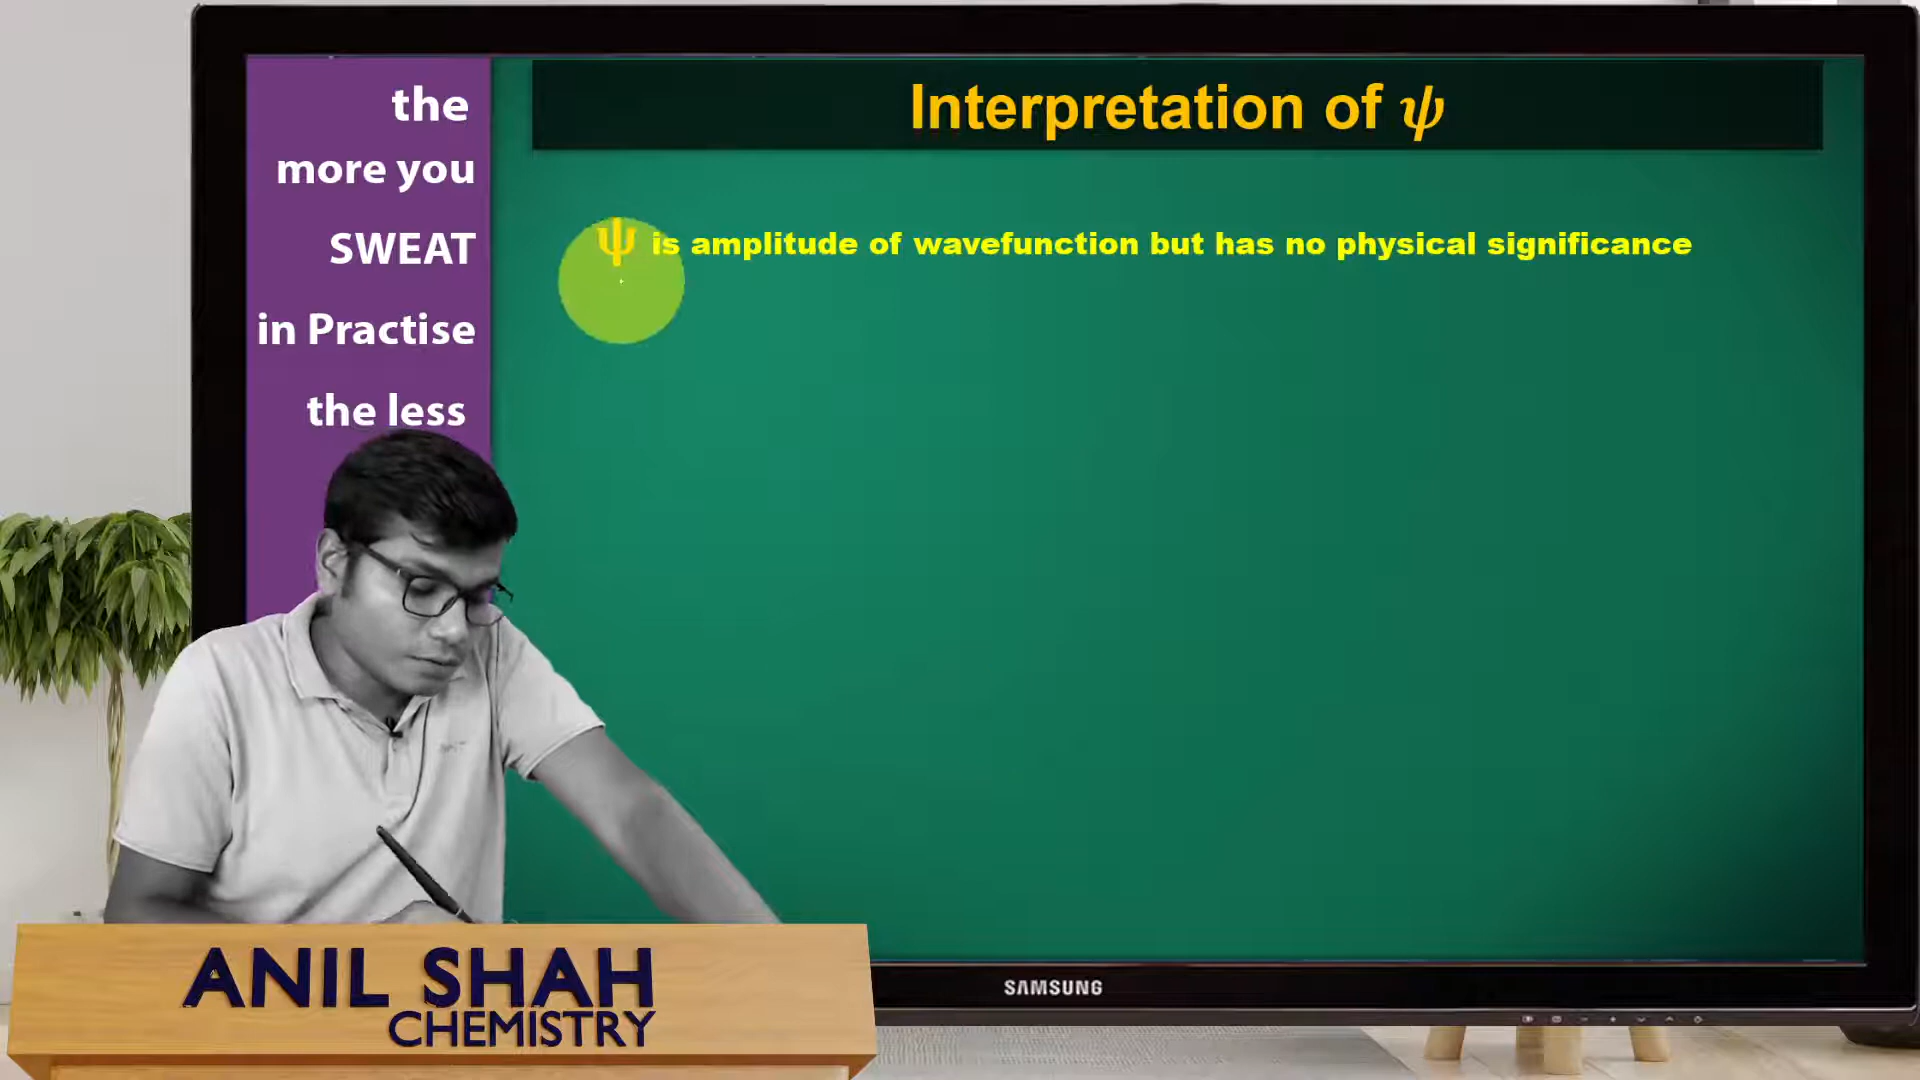 the
more you
SWEAT
in Practise
the less
Interpretation of ψ
ψ is amplitude of wavefunction but has no physical significance
ANIL SHAH
CHEMISTRY
SAMSUNG